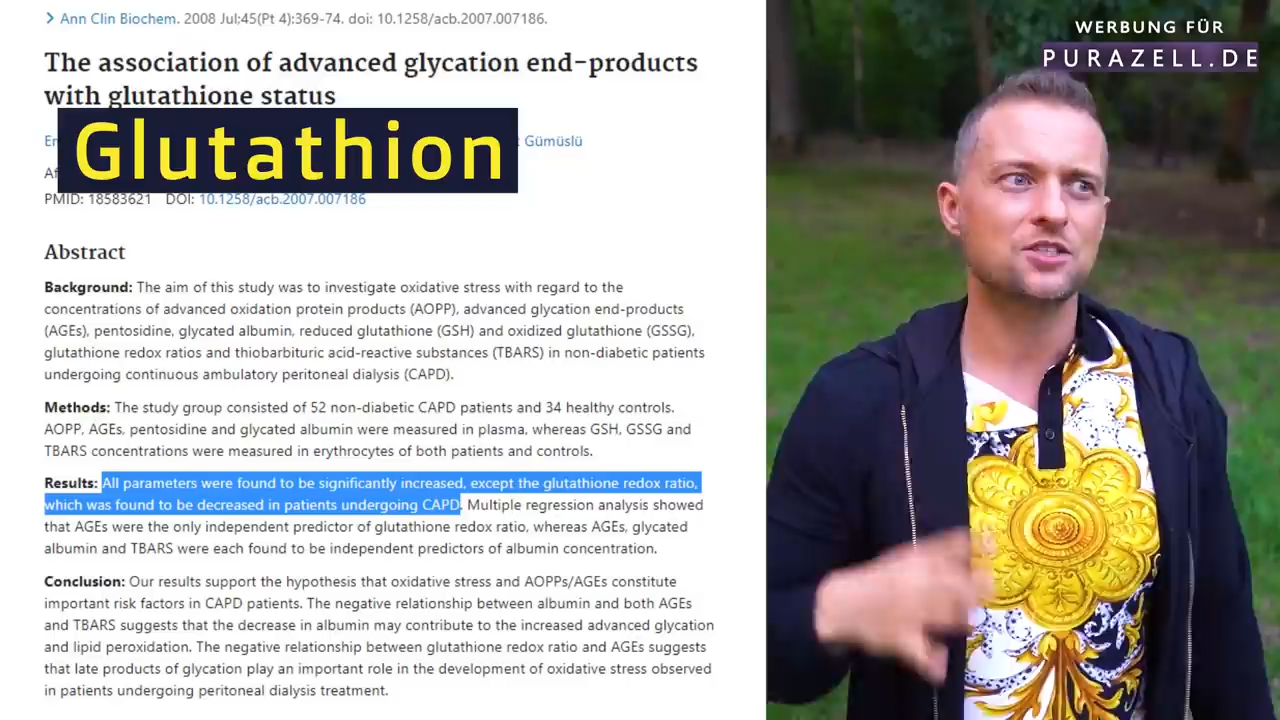 Ann Clin Biochem. 2008 Jul;45(Pt 4):369-74. doi: 10.1258/acb.2007.007186.
The association of advanced glycation end-products
with glutathione status
Glutathion
Gümüslü
PMID: 18583621 DOI: 10.1258/acb.2007.007186
Abstract
Background: The aim of this study was to investigate oxidative stress with regard to the
concentrations of advanced oxidation protein products (AOPP), advanced glycation end-products
(AGEs), pentosidine, glycated albumin, reduced glutathione (GSH) and oxidized glutathione (GSSG),
glutathione redox ratios and thiobarbituric acid-reactive substances (TBARS) in non-diabetic patients
undergoing continuous ambulatory peritoneal dialysis (CAPD).
Methods: The study group consisted of 52 non-diabetic CAPD patients and 34 healthy controls.
AOPP, AGEs, pentosidine and glycated albumin were measured in plasma, whereas GSH, GSSG and
TBARS concentrations were measured in erythrocytes of both patients and controls.
Results: All parameters were found to be significantly increased, except the glutathione redox ratio,
which was found to be decreased in patients undergoing CAPD. Multiple regression analysis showed
that AGEs were the only independent predictor of glutathione redox ratio, whereas AGEs, glycated
albumin and TBARS were each found to be independent predictors of albumin concentration.
Conclusion: Our results support the hypothesis that oxidative stress and AOPPs/AGEs constitute
important risk factors in CAPD patients. The negative relationship between albumin and both AGEs
and TBARS suggests that the decrease in albumin may contribute to the increased advanced glycation
and lipid peroxidation. The negative relationship between glutathione redox ratio and AGEs suggests
that late products of glycation play an important role in the development of oxidative stress observed
in patients undergoing peritoneal dialysis treatment.
WERBUNG FÜR
PURAZELL.DE